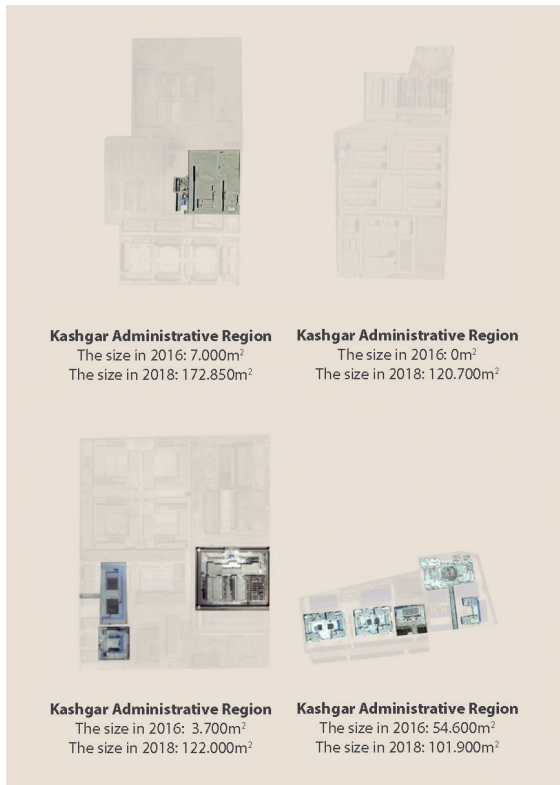 Kashgar Administrative Region
The size in 2016: 7.000m²
The size in 2018: 172.850m²
Kashgar Administrative Region
The size in 2016: 0m²
The size in 2018: 120.700m²
Kashgar Administrative Region
The size in 2016: 3.700m²
The size in 2018: 122.000m²
Kashgar Administrative Region
The size in 2016: 54.600m²
The size in 2018: 101.900m²